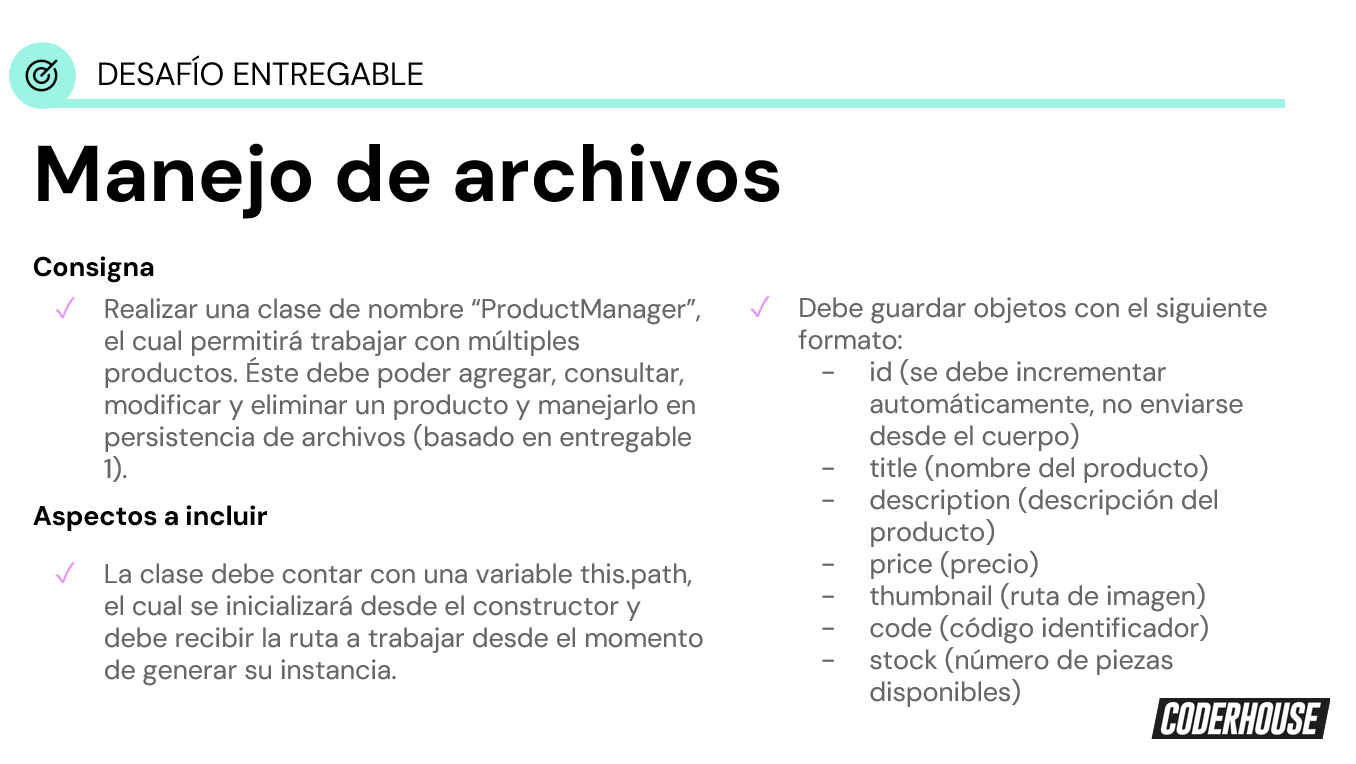 DESAFÍO ENTREGABLE
Manejo de archivos
Consigna
✓ Realizar una clase de nombre “ProductManager”,
el cual permitirá trabajar con múltiples
productos. Éste debe poder agregar, consultar,
modificar y eliminar un producto y manejarlo en
persistencia de archivos (basado en entregable
1).
Aspectos a incluir
✓ La clase debe contar con una variable this.path,
el cual se inicializará desde el constructor y
debe recibir la ruta a trabajar desde el momento
de generar su instancia.
✓ Debe guardar objetos con el siguiente
formato:
- id (se debe incrementar
automáticamente, no enviarse
desde el cuerpo)
- title (nombre del producto)
- description (descripción del
producto)
- price (precio)
- thumbnail (ruta de imagen)
- code (código identificador)
- stock (número de piezas
disponibles)
CODERHOUSE